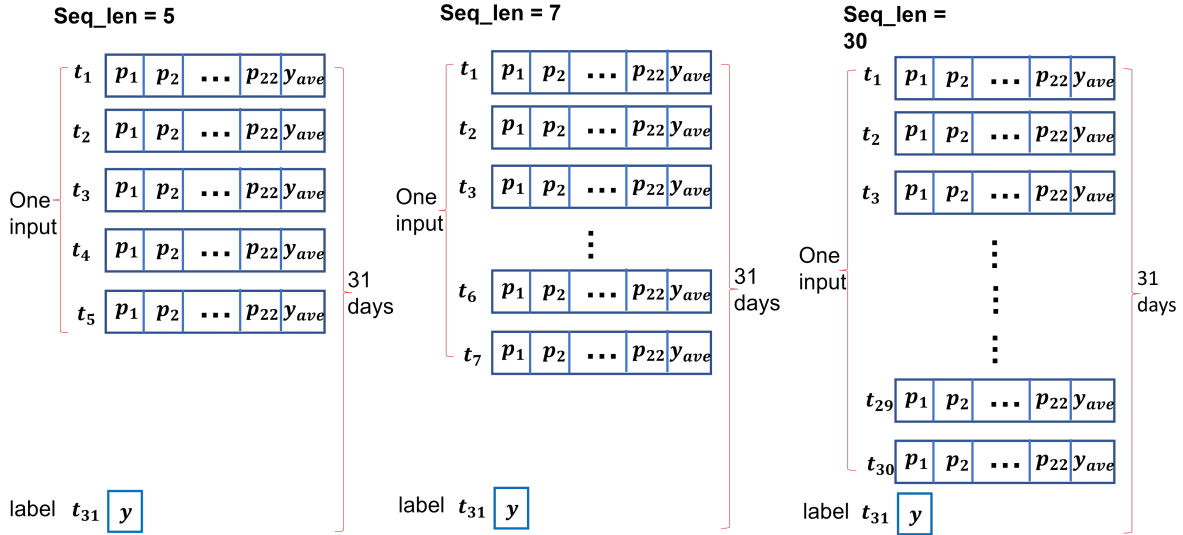 Seq_len = 5
t1 p1 p2 ... p22 yave
t2 p1 p2 ... p22 yave
t3 p1 p2 ... p22 yave
One
input
t4 p1 p2 ... p22 yave
t5 p1 p2 ... p22 yave
31
days
label t31 y
Seq_len = 7
t1 p1 p2 ... p22 yave
t2 p1 p2 ... p22 yave
t3 p1 p2 ... p22 yave
One
input
t6 p1 p2 ... p22 yave
t7 p1 p2 ... p22 yave
31
days
label t31 y
Seq_len =
30
t1 p1 p2 ... p22 yave
t2 p1 p2 ... p22 yave
t3 p1 p2 ... p22 yave
One
input
31
days
t29 p1 p2 ... p22 yave
t30 p1 p2 ... p22 yave
label t31 y